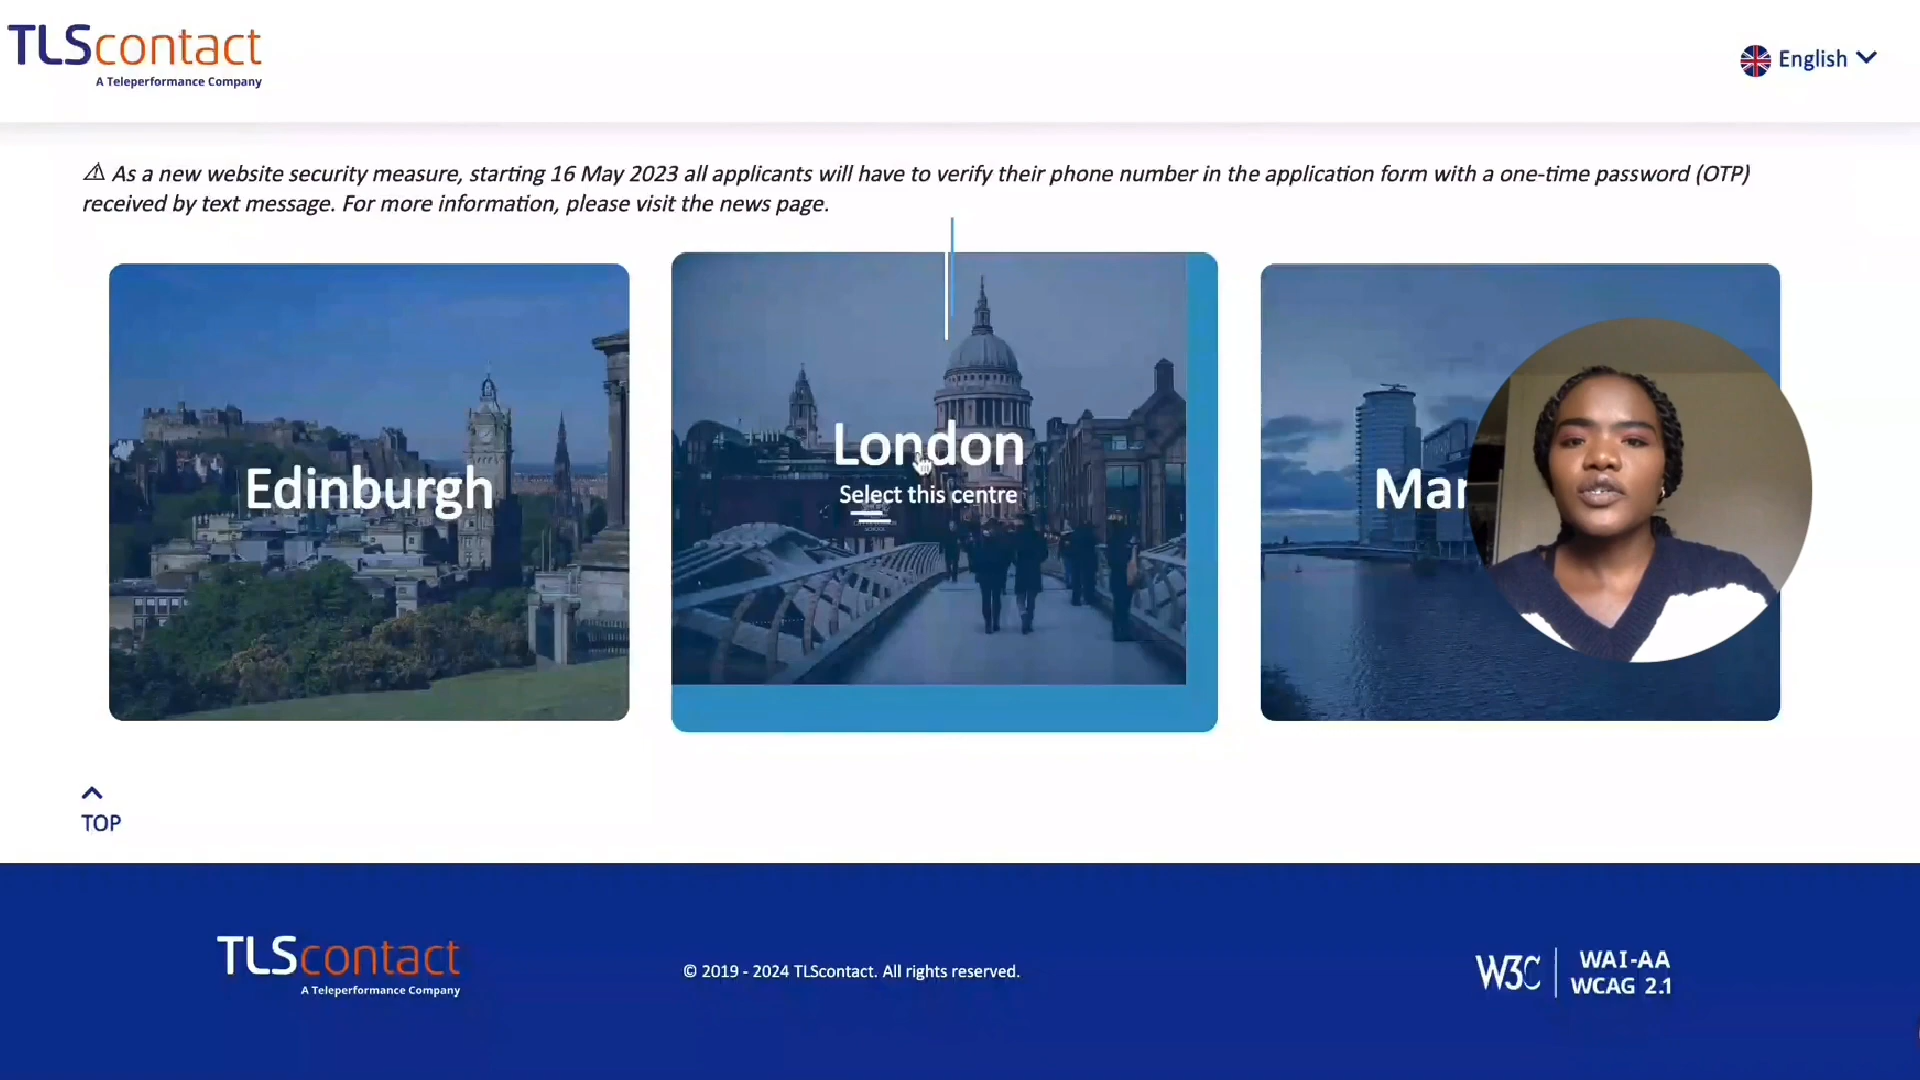 TLScontact
A Teleperformance Company
English
⚠ As a new website security measure, starting 16 May 2023 all applicants will have to verify their phone number in the application form with a one-time password (OTP)
received by text message. For more information, please visit the news page.
Edinburgh
London
Select this centre
Mar
TOP
TLScontact
A Teleperformance Company
© 2019 - 2024 TLScontact. All rights reserved.
W3C
WAI-AA
WCAG 2.1